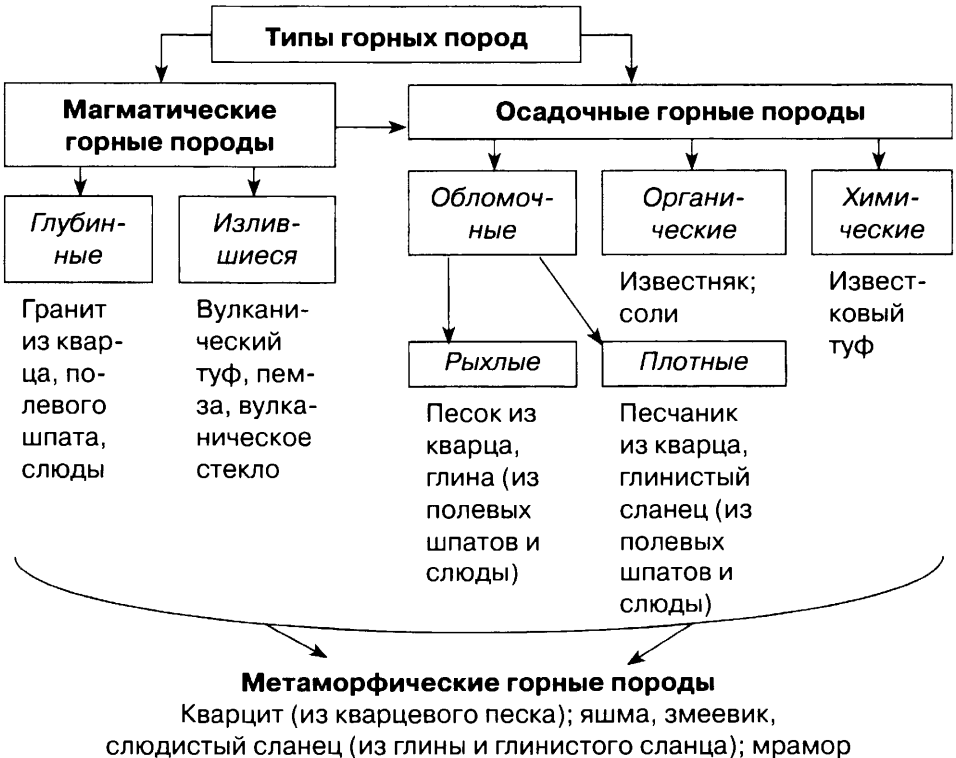 Типы горных пород
Магматические
горные породы
Осадочные горные породы
Глубин-
ные
Излив-
шиеся
Обломоч-
ные
Органи-
ческие
Хими-
ческие
Гранит
из квар-
ца, по-
левого
шпата,
слюды
Вулкани-
ческий
туф, пем-
за, вулка-
ническое
стекло
Известняк;
соли
Извест-
ковый
туф
Рыхлые
Плотные
Песок из
кварца,
глина (из
полевых
шпатов и
слюды)
Песчаник
из кварца,
глинистый
сланец (из
полевых
шпатов и
слюды)
Метаморфические горные породы
Кварцит (из кварцевого песка); яшма, змеевик,
слюдистый сланец (из глины и глинистого сланца); мрамор